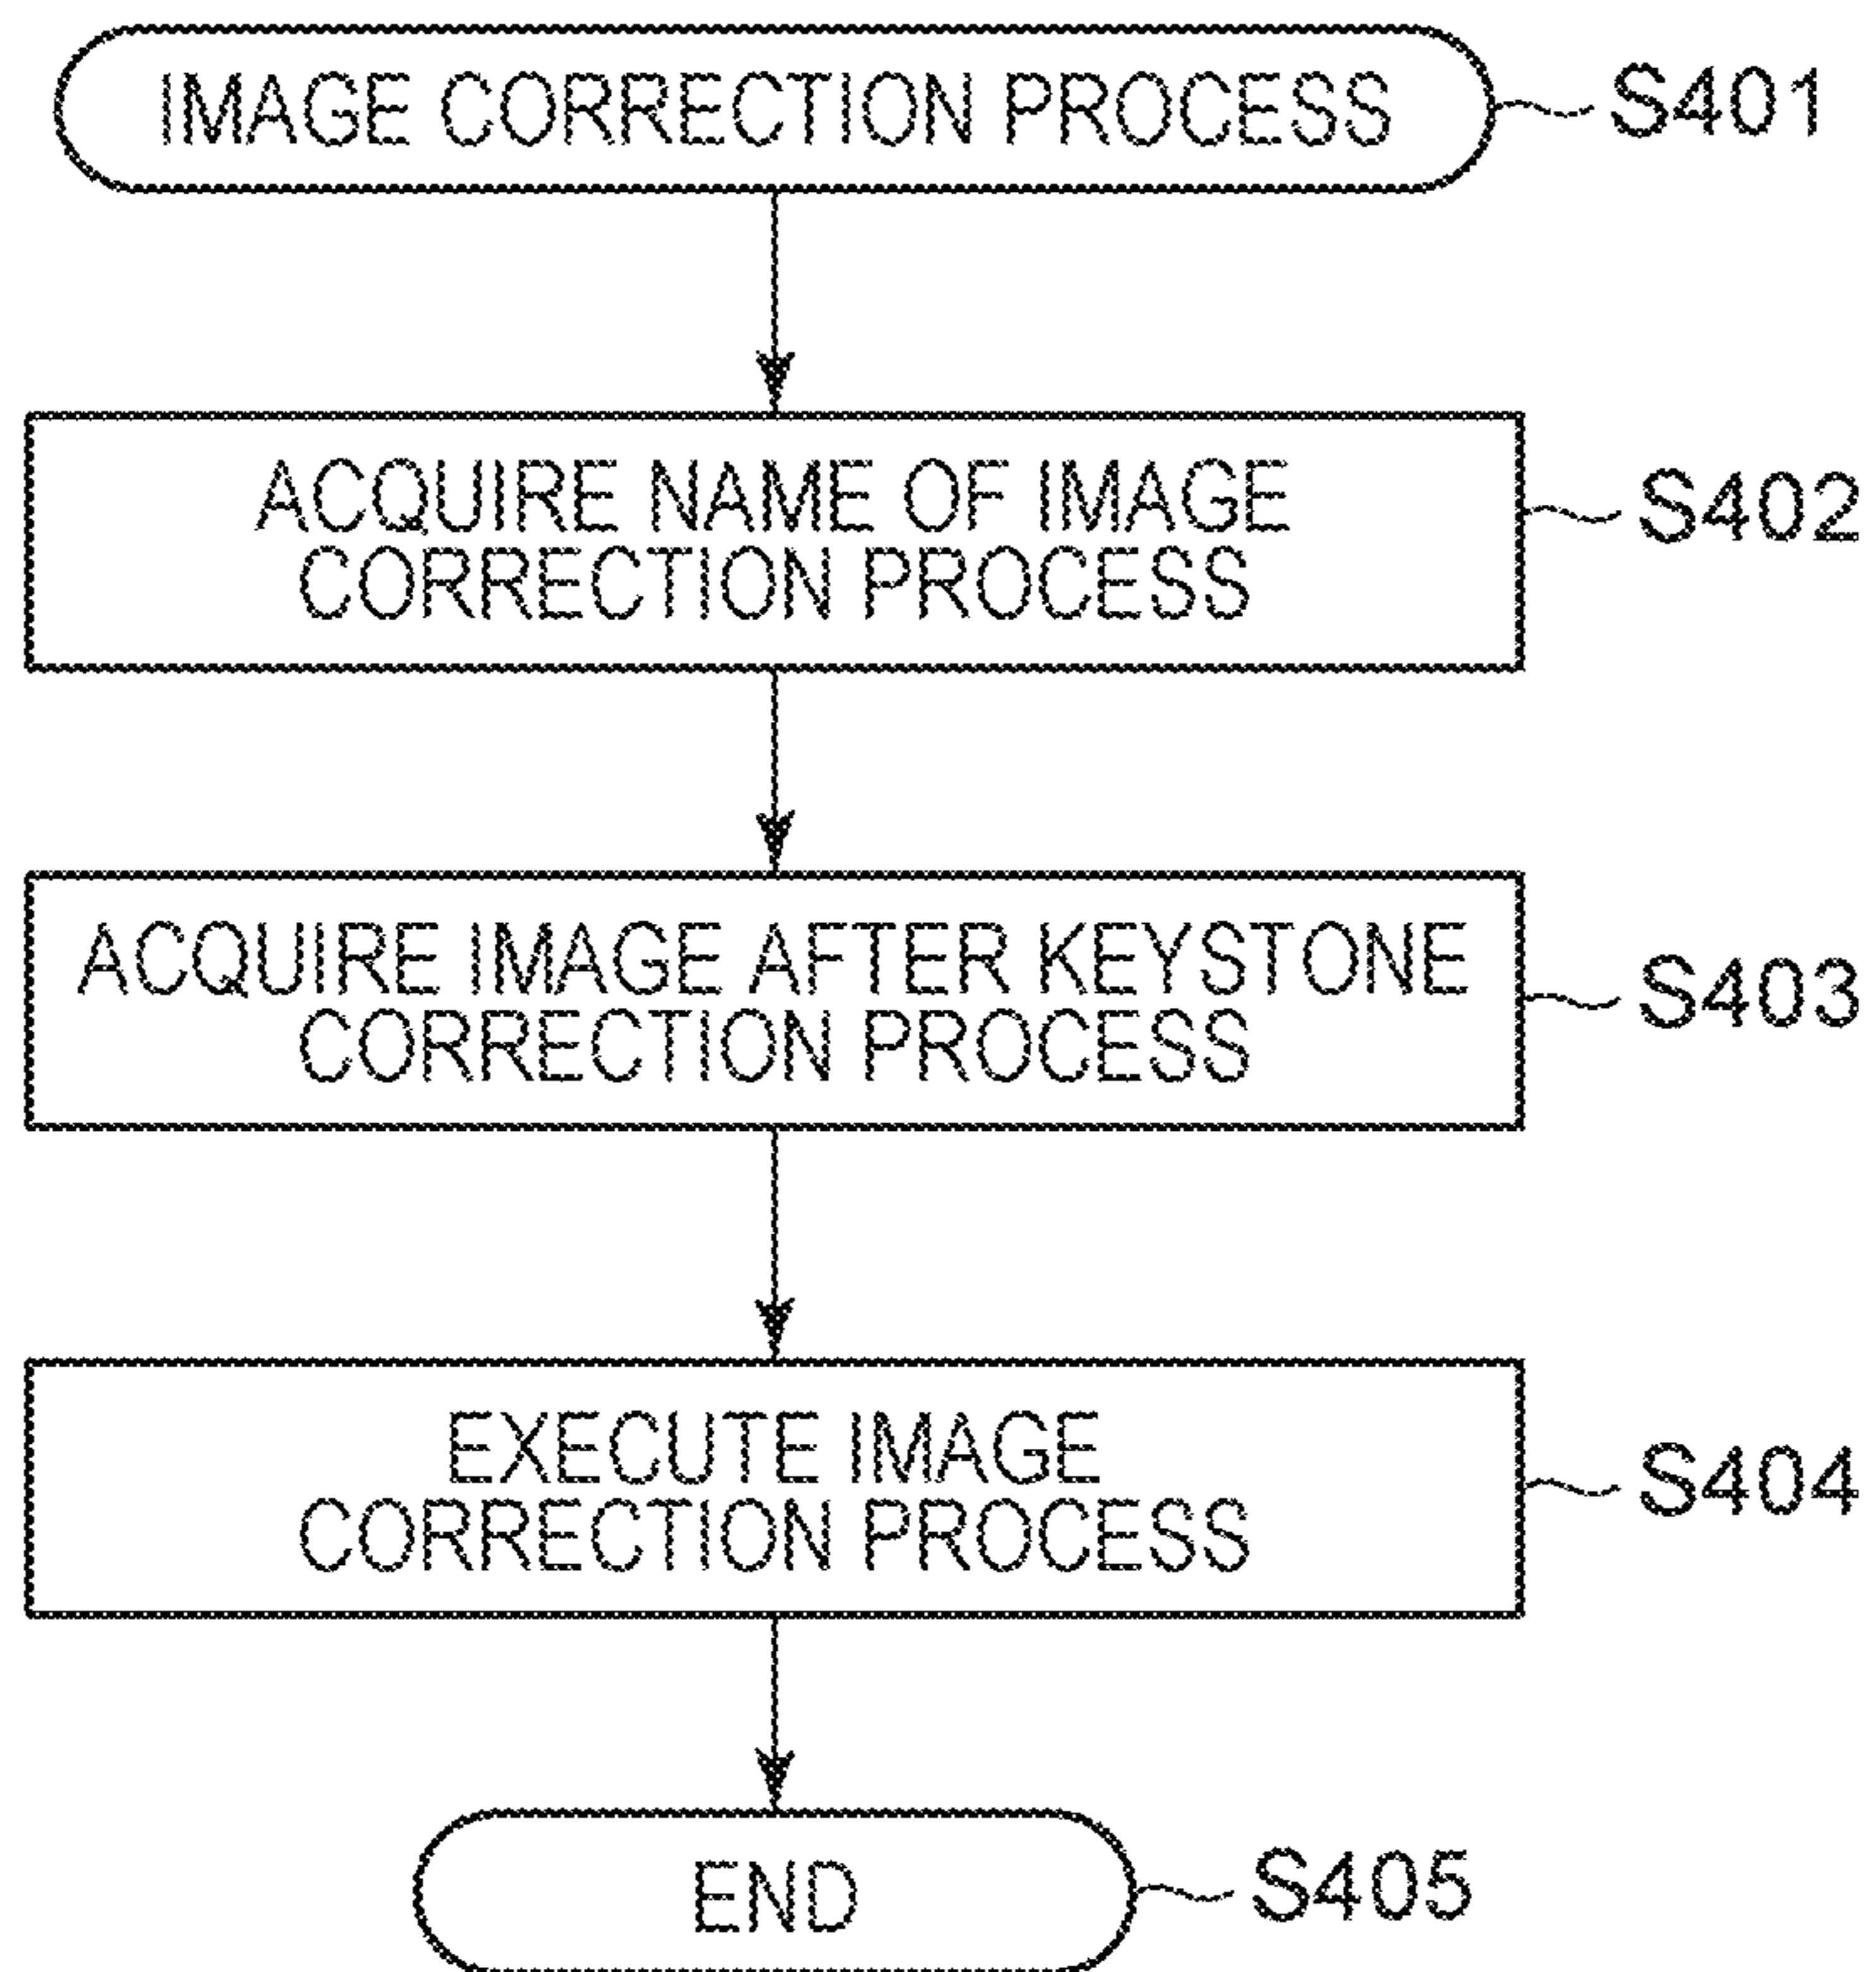 IMAGE CORRECTION PROCESS S401
ACQUIRE NAME OF IMAGE
CORRECTION PROCESS S402
ACQUIRE IMAGE AFTER KEYSTONE
CORRECTION PROCESS S403
EXECUTE IMAGE
CORRECTION PROCESS S404
END S405